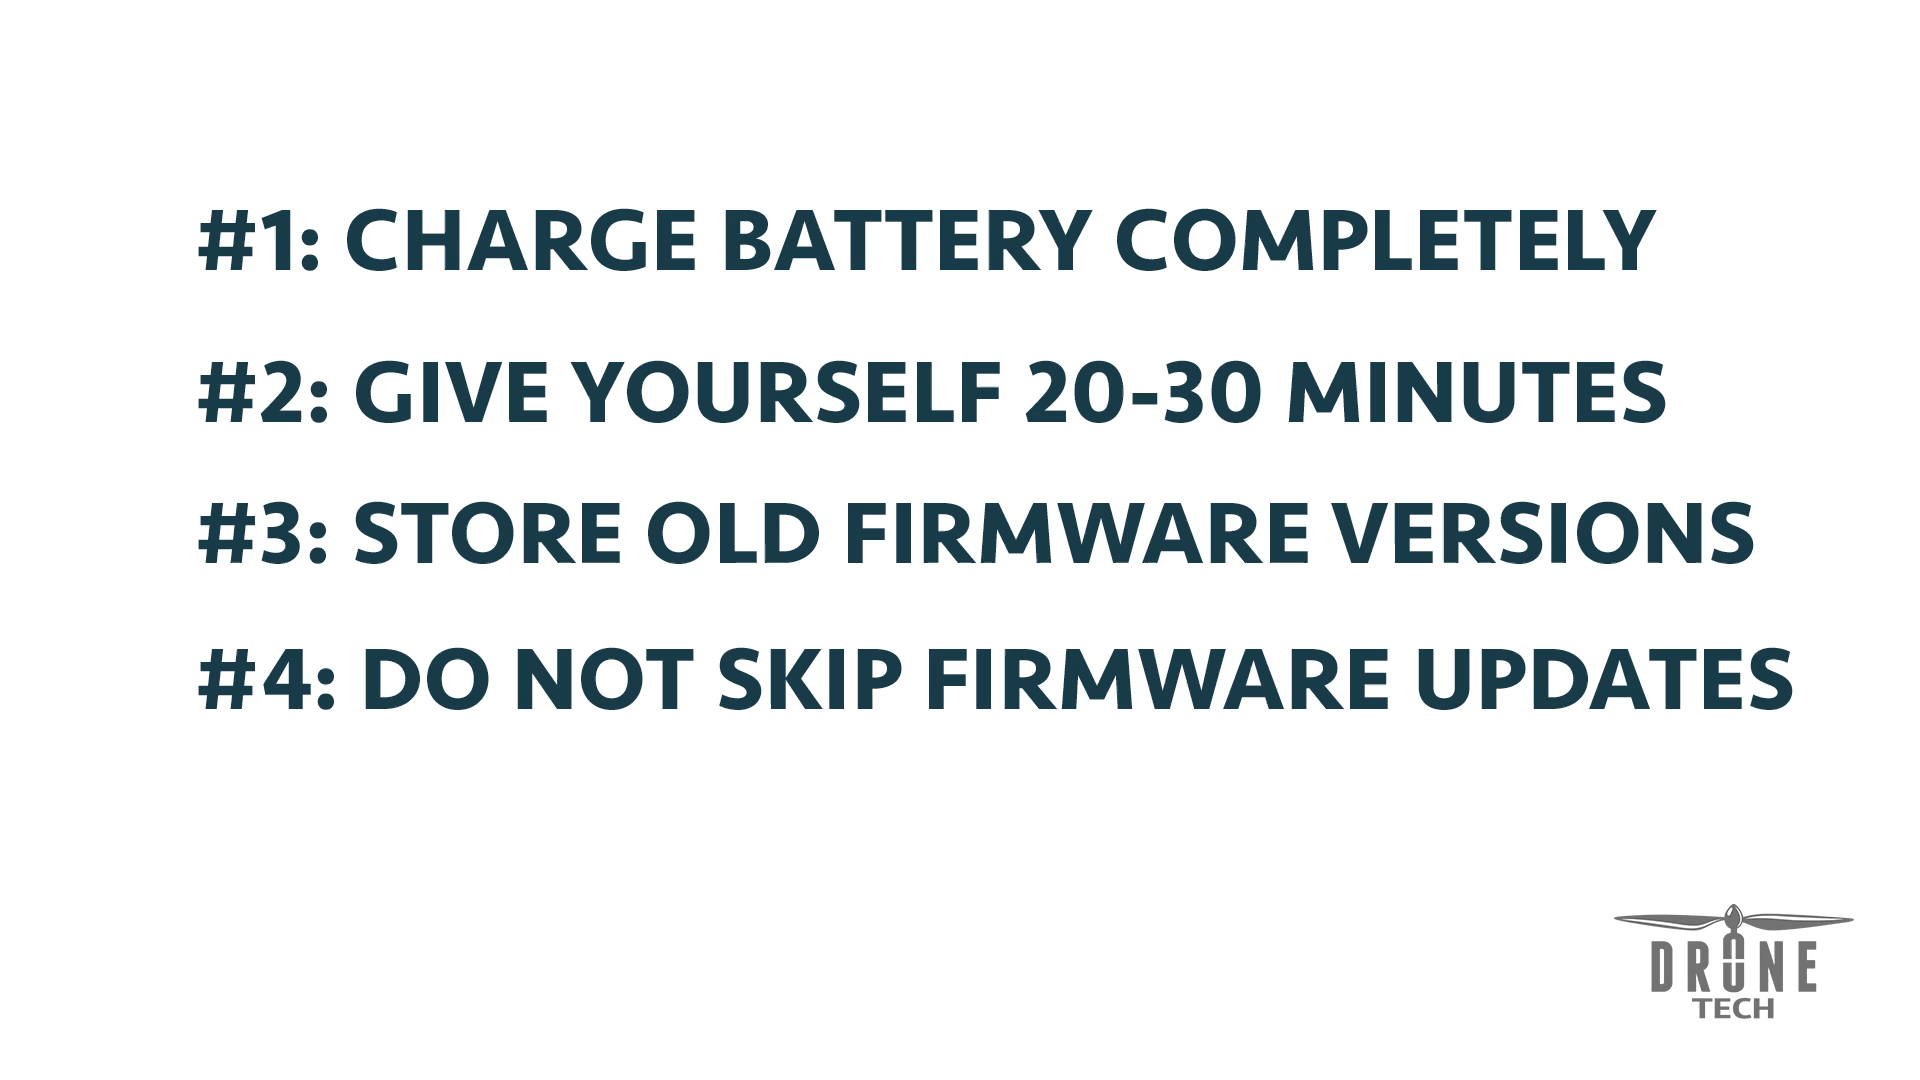 #1: CHARGE BATTERY COMPLETELY
#2: GIVE YOURSELF 20-30 MINUTES
#3: STORE OLD FIRMWARE VERSIONS
#4: DO NOT SKIP FIRMWARE UPDATES
DRONE
TECH